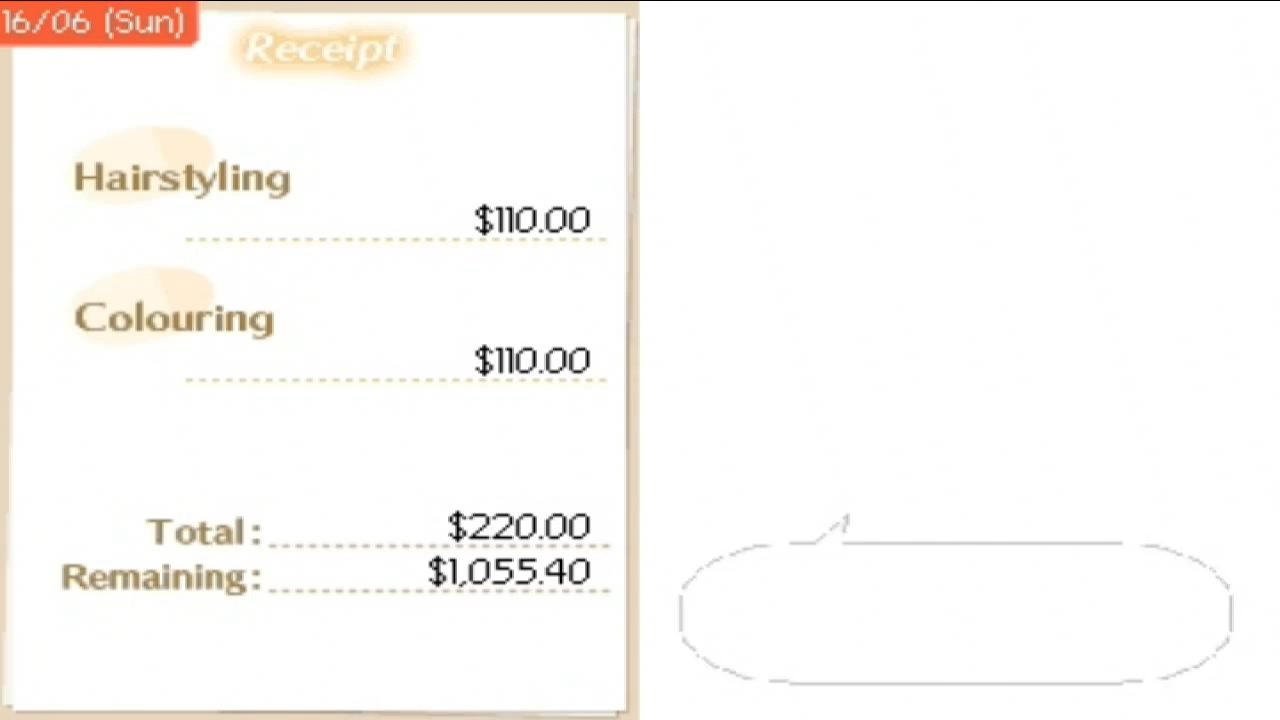 16/06 (Sun)
Receipt
Hairstyling
$110.00
Colouring
$110.00
Total: $220.00
Remaining: $1,055.40